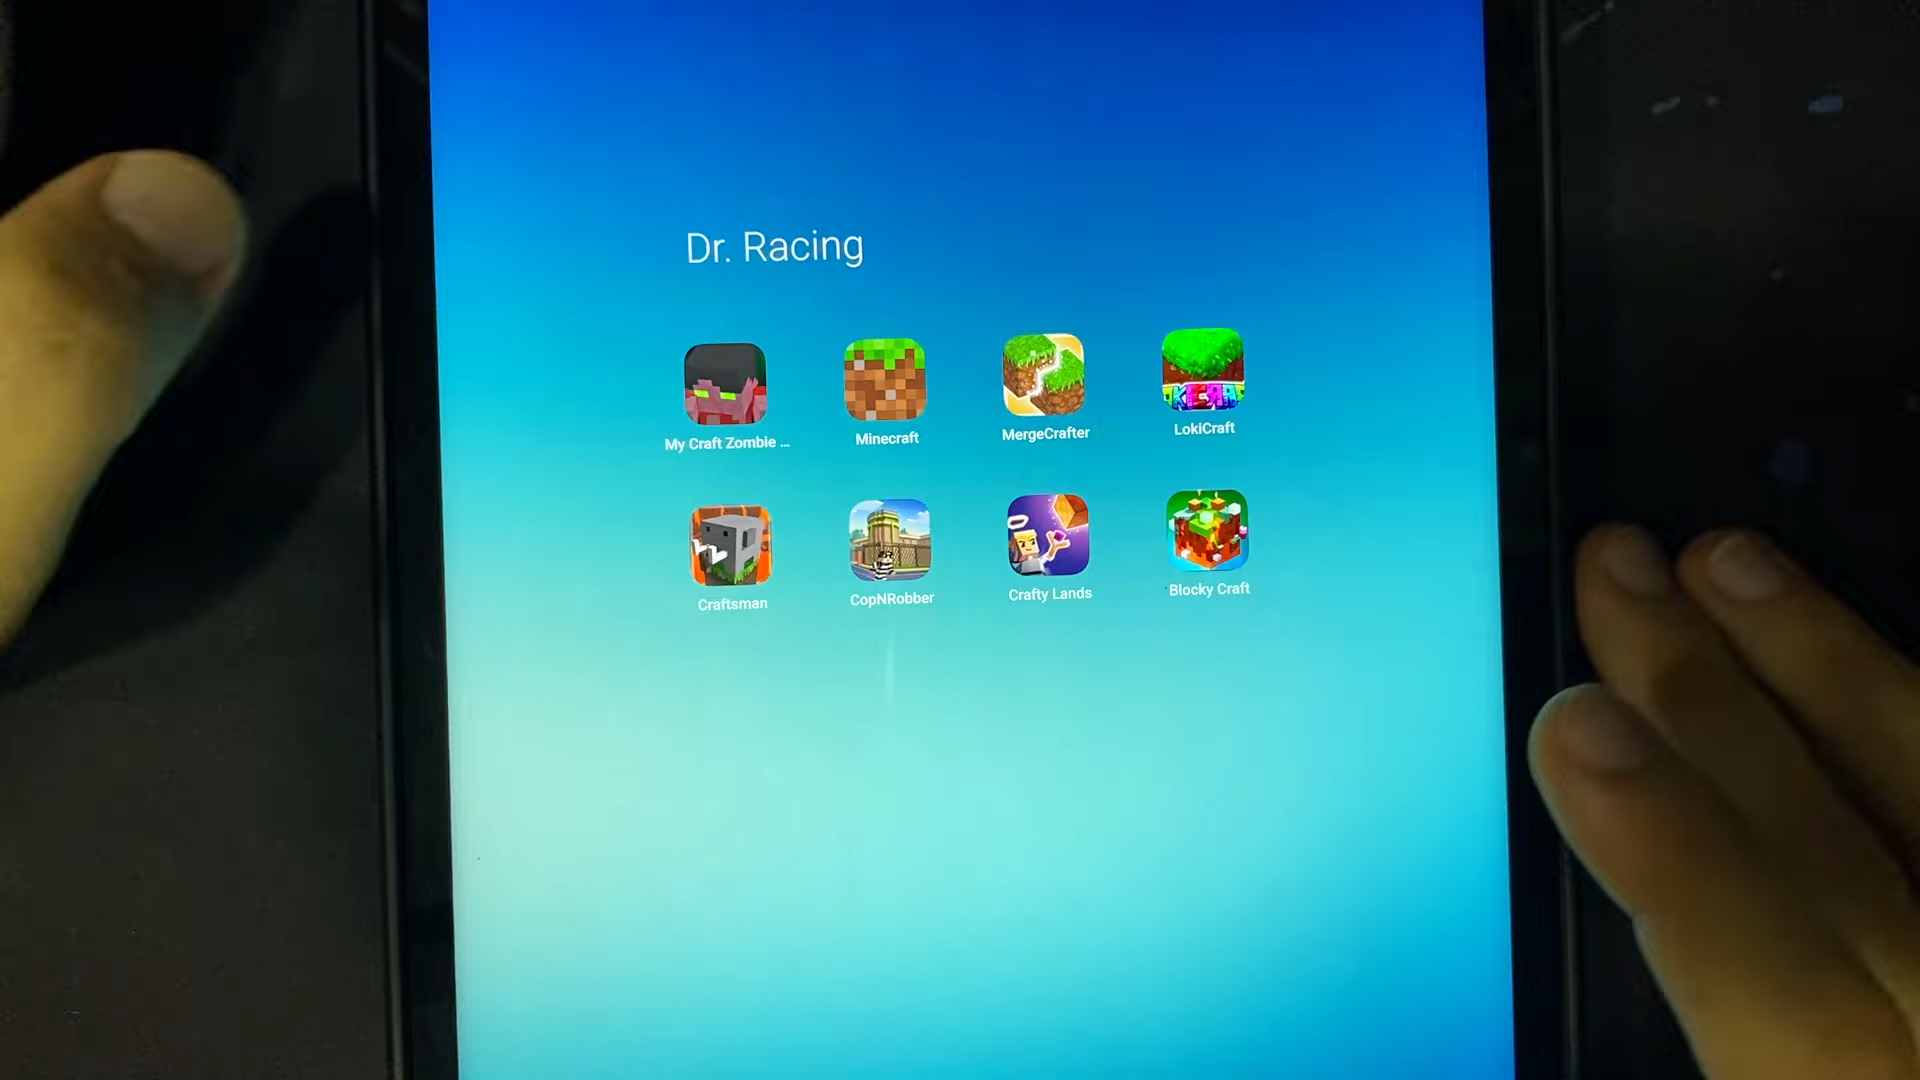 Dr. Racing
My Craft Zombie ...
Minecraft
MergeCrafter
LokiCraft
Craftsman
CopNRobber
Crafty Lands
Blocky Craft